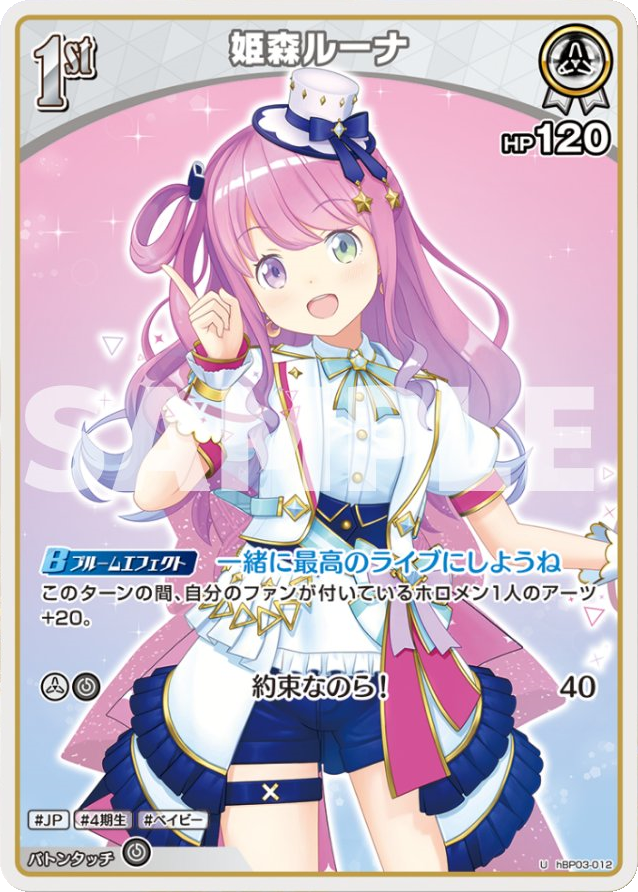 1st
姫森ルーナ
HP120
SAMPLE
Bブルームエフェクト 一緒に最高のライブにしようね
このターンの間、自分のファンが付いているホロメン1人のアーツ
+20。
約束なのら! 40
#JP #4期生 #ベイビー
バトンタッチ
U hBP03-012